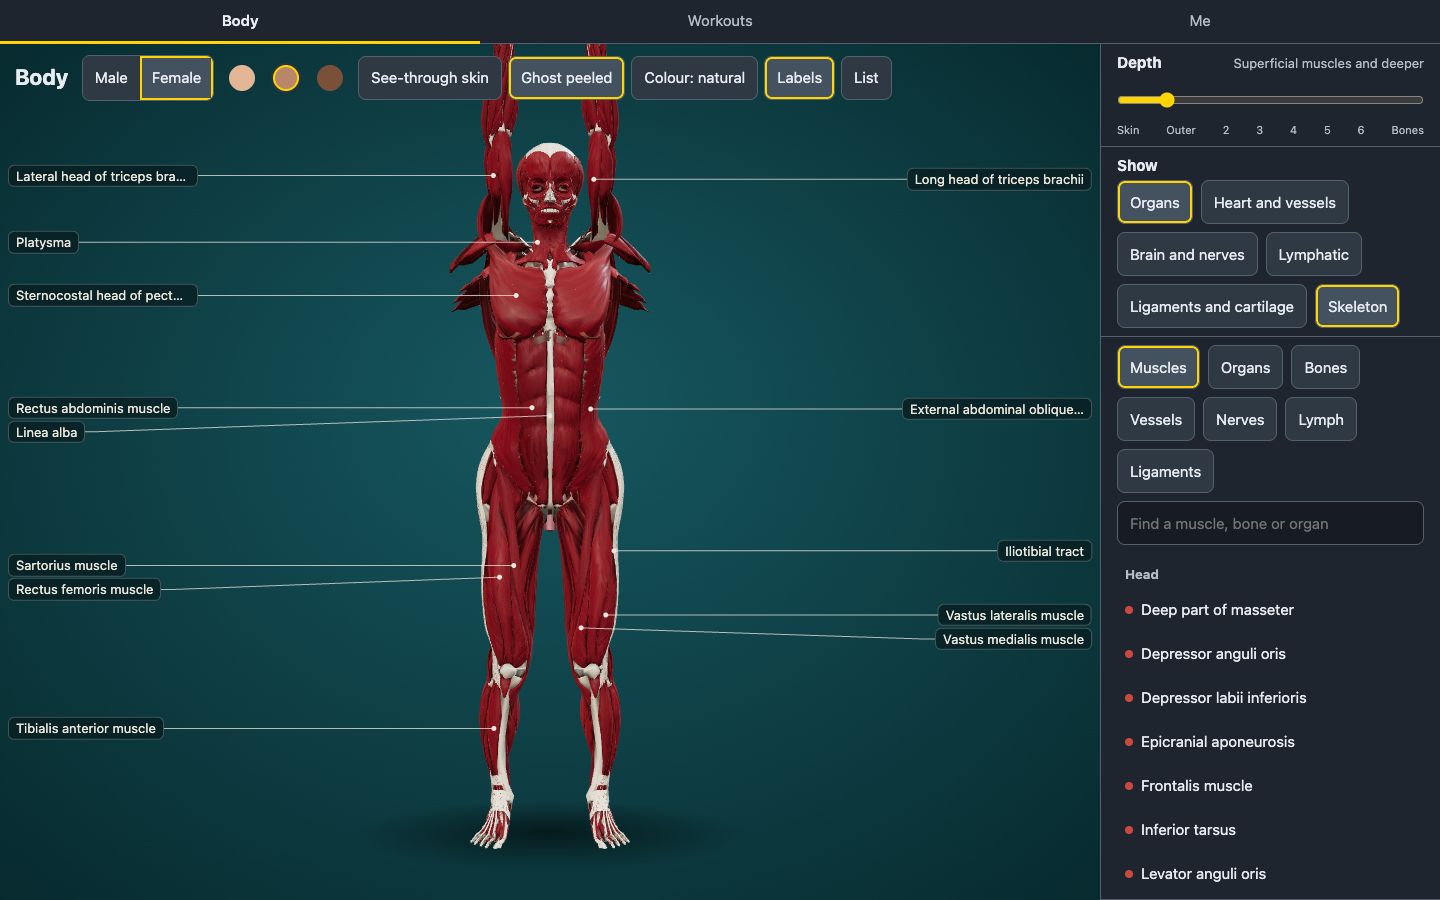 Body
Workouts
Me
Body
Male
Female
See-through skin
Ghost peeled
Colour: natural
Labels
List
Lateral head of triceps bra...
Platysma
Sternocostal head of pect...
Rectus abdominis muscle
Linea alba
Sartorius muscle
Rectus femoris muscle
Tibialis anterior muscle
Long head of triceps brachii
External abdominal oblique...
Iliotibial tract
Vastus lateralis muscle
Vastus medialis muscle
Depth
Superficial muscles and deeper
Skin Outer 2 3 4 5 6 Bones
Show
Organs
Heart and vessels
Brain and nerves
Lymphatic
Ligaments and cartilage
Skeleton
Muscles
Organs
Bones
Vessels
Nerves
Lymph
Ligaments
Find a muscle, bone or organ
Head
Deep part of masseter
Depressor anguli oris
Depressor labii inferioris
Epicranial aponeurosis
Frontalis muscle
Inferior tarsus
Levator anguli oris